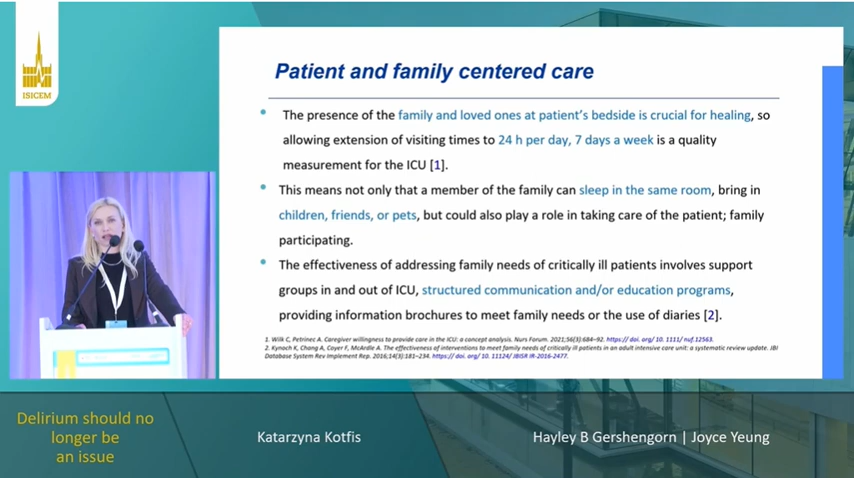 ISICEM
Patient and family centered care
• The presence of the family and loved ones at patient's bedside is crucial for healing, so
allowing extension of visiting times to 24 h per day, 7 days a week is a quality
measurement for the ICU [1].
• This means not only that a member of the family can sleep in the same room, bring in
children, friends, or pets, but could also play a role in taking care of the patient; family
participating.
• The effectiveness of addressing family needs of critically ill patients involves support
groups in and out of ICU, structured communication and/or education programs,
providing information brochures to meet family needs or the use of diaries [2].
1. Wilk C, Petrinec A. Caregiver willingness to provide care in the ICU: a concept analysis. Nurs Forum. 2021;56(3):684–92. https:// doi. org/ 10. 1111/ nuf.12563.
2. Kynoch K, Chang A, Coyer F, McArdle A. The effectiveness of interventions to meet family needs of critically ill patients in an adult intensive care unit: a systematic review update. JBI
Database System Rev Implement Rep. 2016;14(3):181–234. https:// doi. org/ 10. 11124/ JBISR IR-2016-2477.
Delirium should no
longer be
an issue
Katarzyna Kotfis
Hayley B Gershengorn | Joyce Yeung